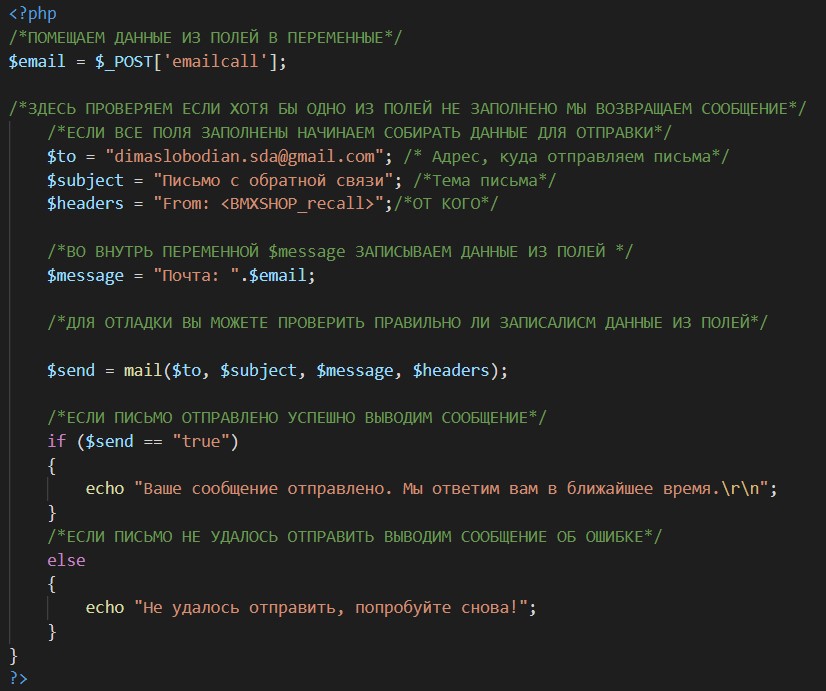 <?php
/*ПОМЕЩАЕМ ДАННЫЕ ИЗ ПОЛЕЙ В ПЕРЕМЕННЫЕ*/
$email = $_POST['emailcall'];
/*ЗДЕСЬ ПРОВЕРЯЕМ ЕСЛИ ХОТЯ БЫ ОДНО ИЗ ПОЛЕЙ НЕ ЗАПОЛНЕНО МЫ ВОЗВРАЩАЕМ СООБЩЕНИЕ*/
/*ЕСЛИ ВСЕ ПОЛЯ ЗАПОЛНЕНЫ НАЧИНАЕМ СОБИРАТЬ ДАННЫЕ ДЛЯ ОТПРАВКИ*/
$to = "dimaslobodian.sda@gmail.com"; /* Адрес, куда отправляем письма*/
$subject = "Письмо с обратной связи"; /*Тема письма*/
$headers = "From: <BMXSHOP_recall>";/*ОТ КОГО*/
/*ВО ВНУТРЬ ПЕРЕМЕННОЙ $message ЗАПИСЫВАЕМ ДАННЫЕ ИЗ ПОЛЕЙ */
$message = "Почта: ".$email;
/*ДЛЯ ОТЛАДКИ ВЫ МОЖЕТЕ ПРОВЕРИТЬ ПРАВИЛЬНО ЛИ ЗАПИСАЛИСМ ДАННЫЕ ИЗ ПОЛЕЙ*/
$send = mail($to, $subject, $message, $headers);
/*ЕСЛИ ПИСЬМО ОТПРАВЛЕНО УСПЕШНО ВЫВОДИМ СООБЩЕНИЕ*/
if ($send == "true")
{
echo "Ваше сообщение отправлено. Мы ответим вам в ближайшее время.\r\n";
}
/*ЕСЛИ ПИСЬМО НЕ УДАЛОСЬ ОТПРАВИТЬ ВЫВОДИМ СООБЩЕНИЕ ОБ ОШИБКЕ*/
else
{
echo "Не удалось отправить, попробуйте снова!";
}
}
?>